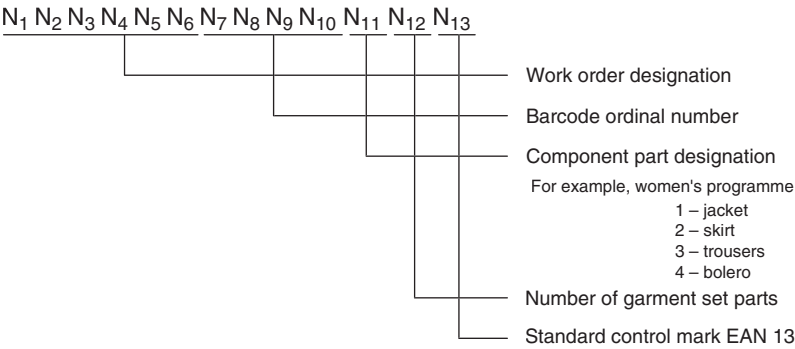 N1 N2 N3 N4 N5 N6 N7 N8 N9 N10 N11 N12 N13
Work order designation
Barcode ordinal number
Component part designation
For example, women's programme
1 – jacket
2 – skirt
3 – trousers
4 – bolero
Number of garment set parts
Standard control mark EAN 13